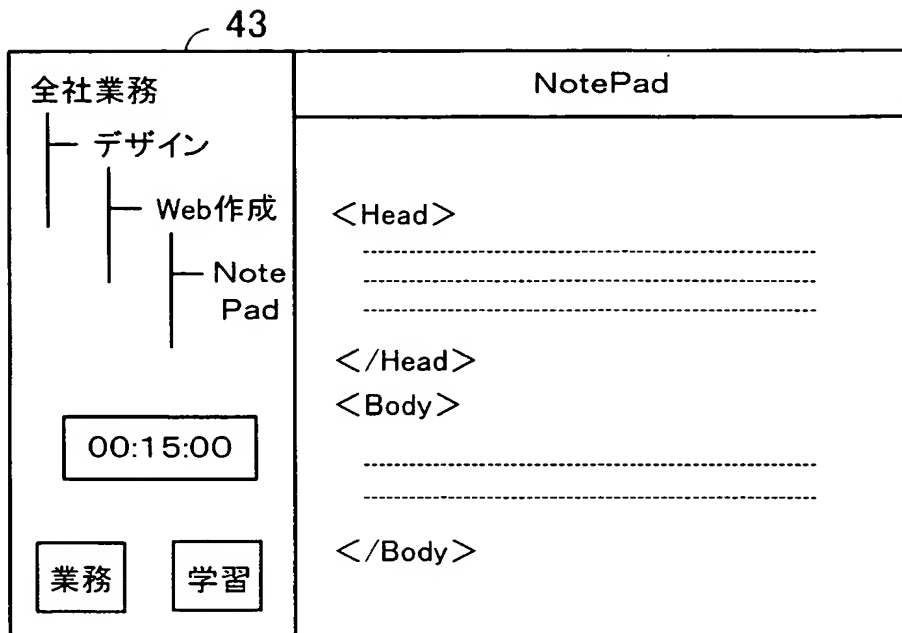 43
全社業務
デザイン
Web作成
Note
Pad
00:15:00
業務
学習
NotePad
<Head>
</Head>
<Body>
</Body>